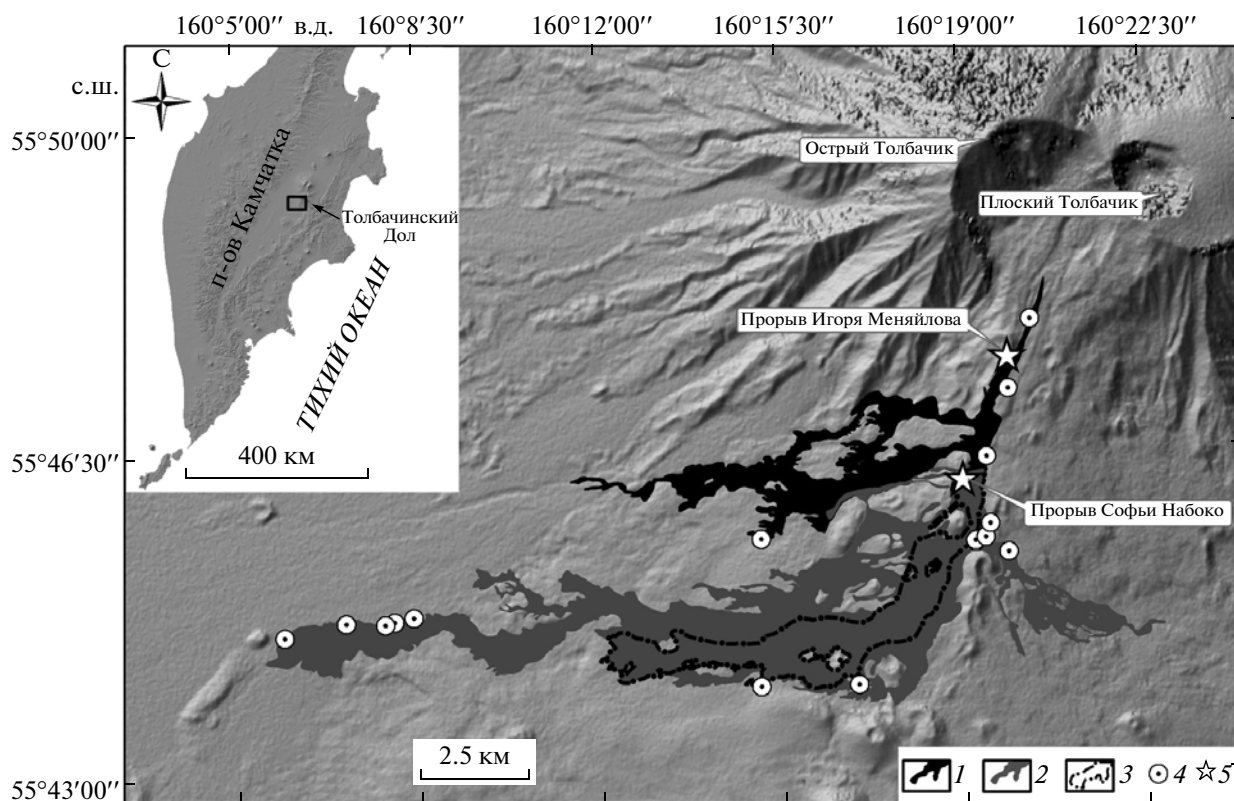 160°5′00′′ в.д. 160°8′30′′ 160°12′00′′ 160°15′30′′ 160°19′00′′ 160°22′30′′
С
с.ш.
55°50′00′′
Острый Толбачик
Плоский Толбачик
п-ов Камчатка
Толбачинский
Дол
ТИХИЙ ОКЕАН
Прорыв Игоря Меняйлова
400 км
55°46′30′′
Прорыв Софьи Набоко
2.5 км
1 2 3 4 5
55°43′00′′